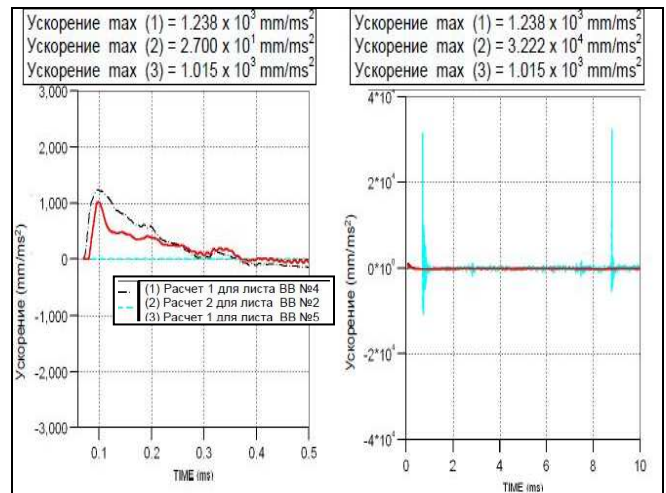 Ускорение max (1) = 1.238 x 10³ mm/ms²
Ускорение max (2) = 2.700 x 10¹ mm/ms²
Ускорение max (3) = 1.015 x 10³ mm/ms²
Ускорение (mm/ms²)
3,000
2,000
1,000
0
-1,000
-2,000
-3,000
(1) Расчет 1 для листа ВВ №4
(2) Расчет 2 для листа ВВ №2
(3) Расчет 1 для листа ВВ №5
0.1 0.2 0.3 0.4 0.5
TIME (ms)
Ускорение max (1) = 1.238 x 10³ mm/ms²
Ускорение max (2) = 3.222 x 10⁴ mm/ms²
Ускорение max (3) = 1.015 x 10³ mm/ms²
Ускорение (mm/ms²)
4*10⁴
2*10⁴
0*10⁰
-2*10⁴
-4*10⁴
0 2 4 6 8 10
TIME (ms)